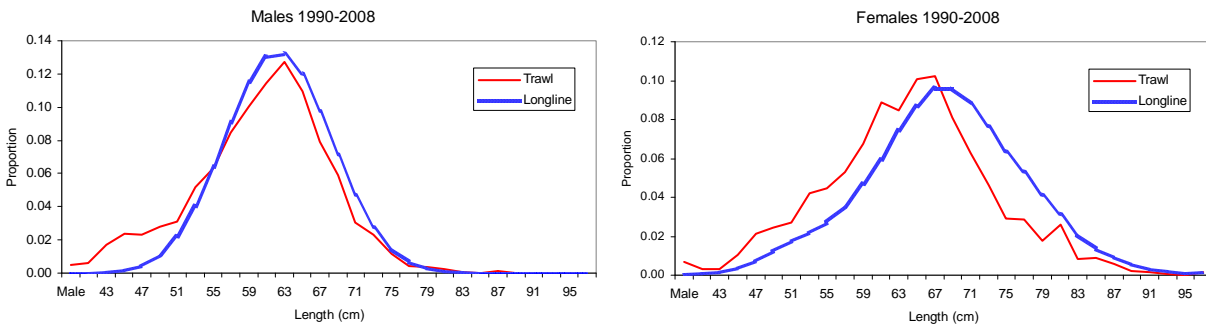 Males 1990-2008
0.14
0.12
0.10
0.08
0.06
0.04
0.02
0.00
Proportion
Trawl
Longline
Male 43 47 51 55 59 63 67 71 75 79 83 87 91 95
Length (cm)
Females 1990-2008
0.12
0.10
0.08
0.06
0.04
0.02
0.00
Proportion
Trawl
Longline
Male 43 47 51 55 59 63 67 71 75 79 83 87 91 95
Length (cm)